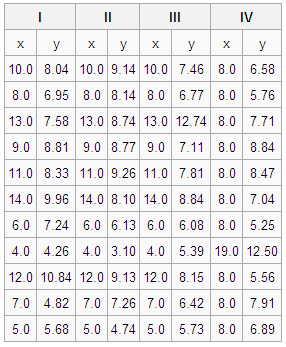 I II III IV
x y x y x y x y
10.0 8.04 10.0 9.14 10.0 7.46 8.0 6.58
8.0 6.95 8.0 8.14 8.0 6.77 8.0 5.76
13.0 7.58 13.0 8.74 13.0 12.74 8.0 7.71
9.0 8.81 9.0 8.77 9.0 7.11 8.0 8.84
11.0 8.33 11.0 9.26 11.0 7.81 8.0 8.47
14.0 9.96 14.0 8.10 14.0 8.84 8.0 7.04
6.0 7.24 6.0 6.13 6.0 6.08 8.0 5.25
4.0 4.26 4.0 3.10 4.0 5.39 19.0 12.50
12.0 10.84 12.0 9.13 12.0 8.15 8.0 5.56
7.0 4.82 7.0 7.26 7.0 6.42 8.0 7.91
5.0 5.68 5.0 4.74 5.0 5.73 8.0 6.89